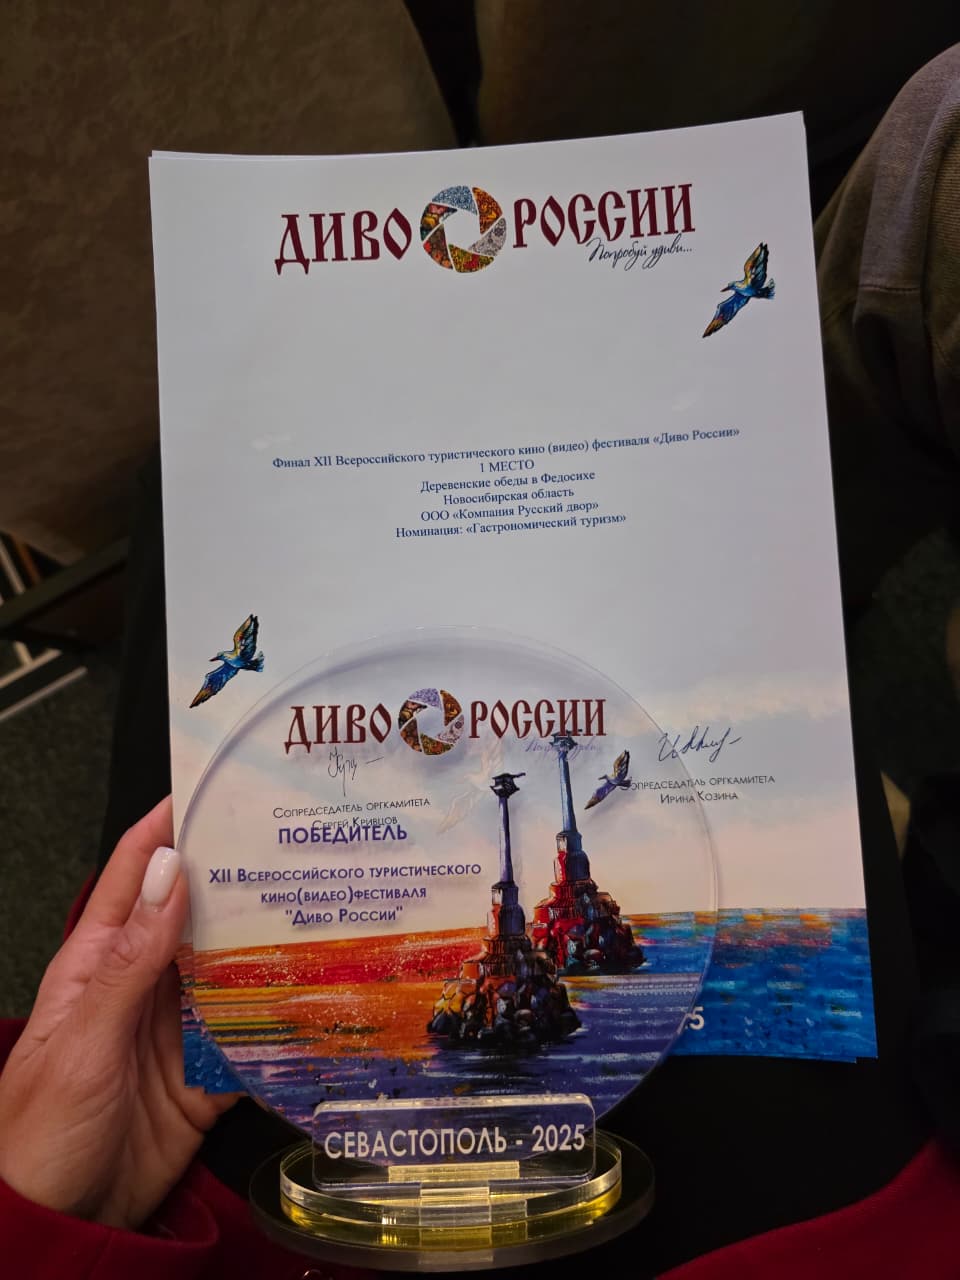 ДИВО РОССИИ
Попробуй удиви...
Финал XII Всероссийского туристического кино (видео) фестиваля «Диво России»
1 МЕСТО
Деревенские обеды в Федосихе
Новосибирская область
ООО «Компания Русский двор»
Номинация: «Гастрономический туризм»
ДИВО РОССИИ
Сопредседатель оргкамитета
Сергей Кривцов
опредседатель оргкамитета
Ирина Козина
ПОБЕДИТЕЛЬ
XII Всероссийского туристического
кино(видео)фестиваля
"Диво России"
5
СЕВАСТОПОЛЬ - 2025